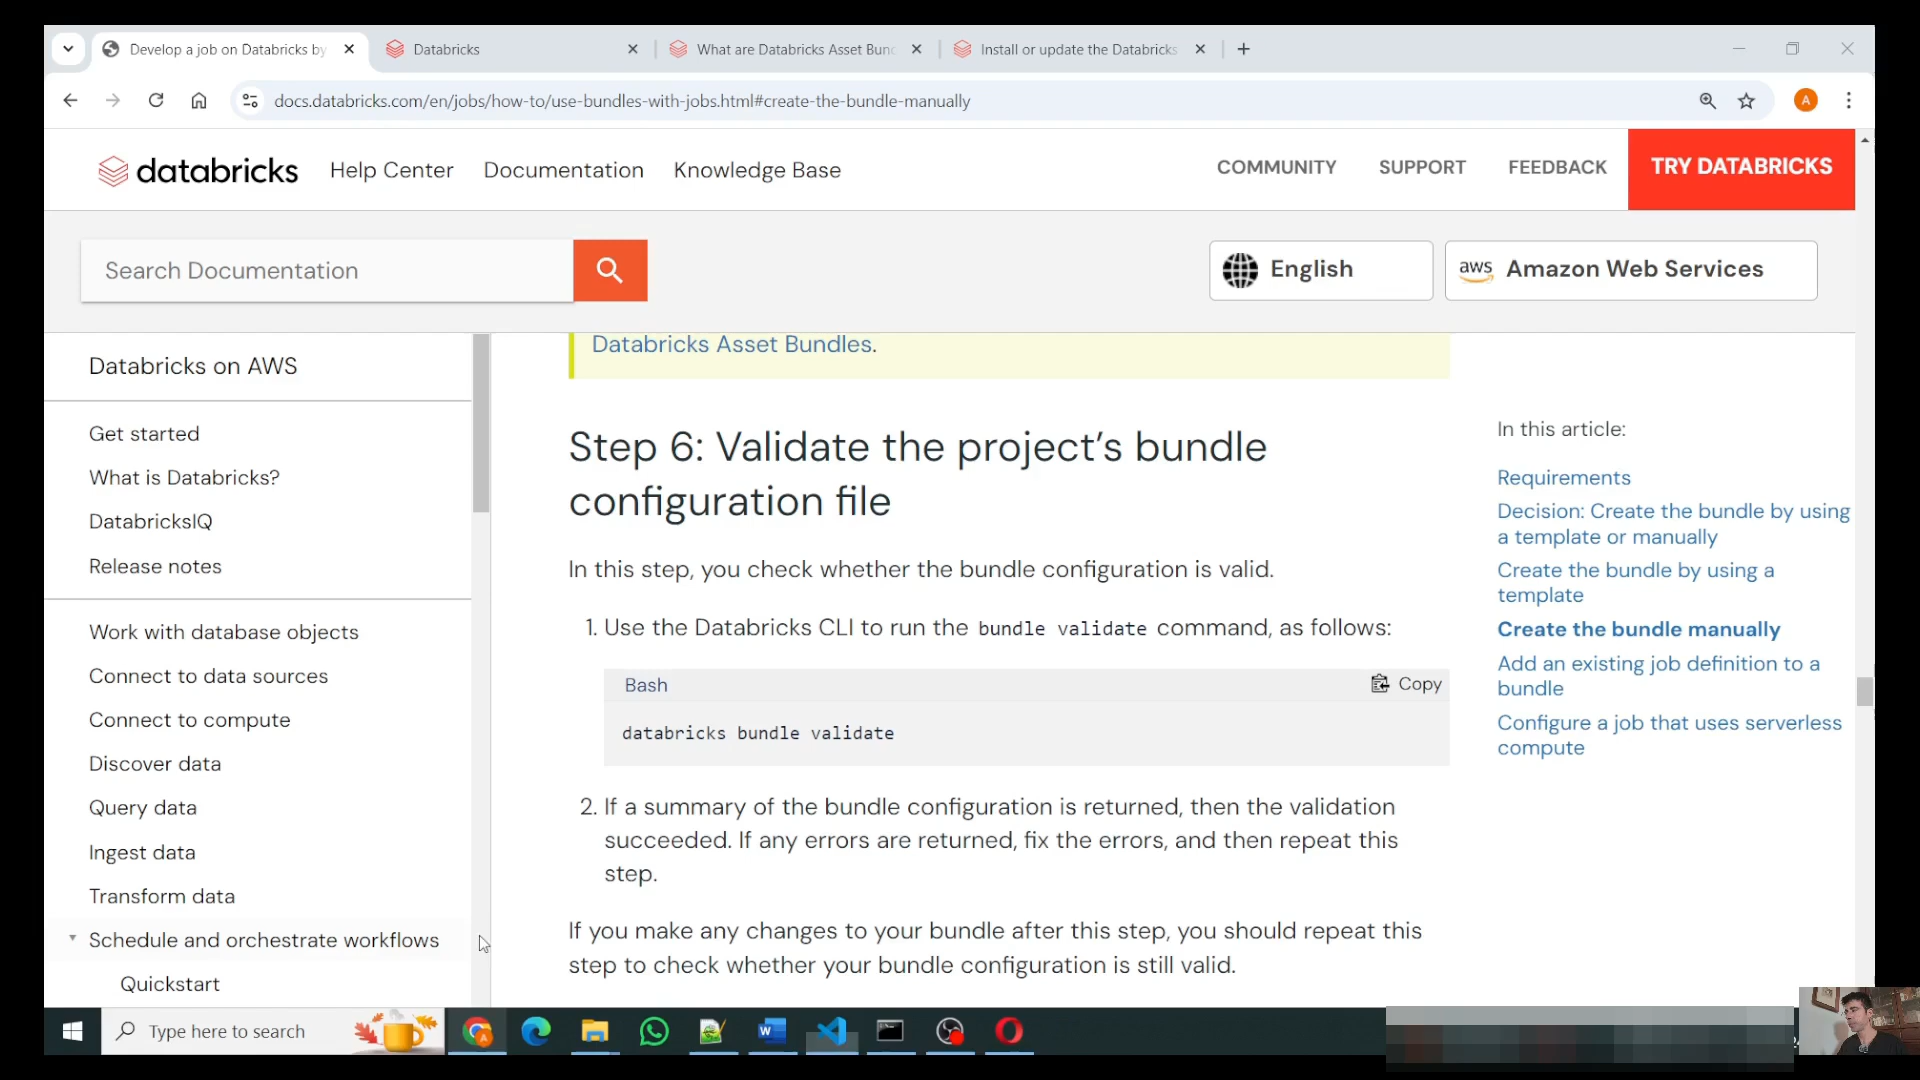 Develop a job on Databricks by
Databricks
What are Databricks Asset Bun
Install or update the Databricks
docs.databricks.com/en/jobs/how-to/use-bundles-with-jobs.html#create-the-bundle-manually
A
databricks
Help Center
Documentation
Knowledge Base
COMMUNITY
SUPPORT
FEEDBACK
TRY DATABRICKS
Search Documentation
English
aws Amazon Web Services
Databricks on AWS
Get started
What is Databricks?
DatabricksIQ
Release notes
Work with database objects
Connect to data sources
Connect to compute
Discover data
Query data
Ingest data
Transform data
Schedule and orchestrate workflows
Quickstart
Databricks Asset Bundles.
Step 6: Validate the project’s bundle
configuration file
In this step, you check whether the bundle configuration is valid.
1. Use the Databricks CLI to run the bundle validate command, as follows:
Bash
Copy
databricks bundle validate
2. If a summary of the bundle configuration is returned, then the validation
succeeded. If any errors are returned, fix the errors, and then repeat this
step.
If you make any changes to your bundle after this step, you should repeat this
step to check whether your bundle configuration is still valid.
In this article:
Requirements
Decision: Create the bundle by using
a template or manually
Create the bundle by using a
template
Create the bundle manually
Add an existing job definition to a
bundle
Configure a job that uses serverless
compute
Type here to search